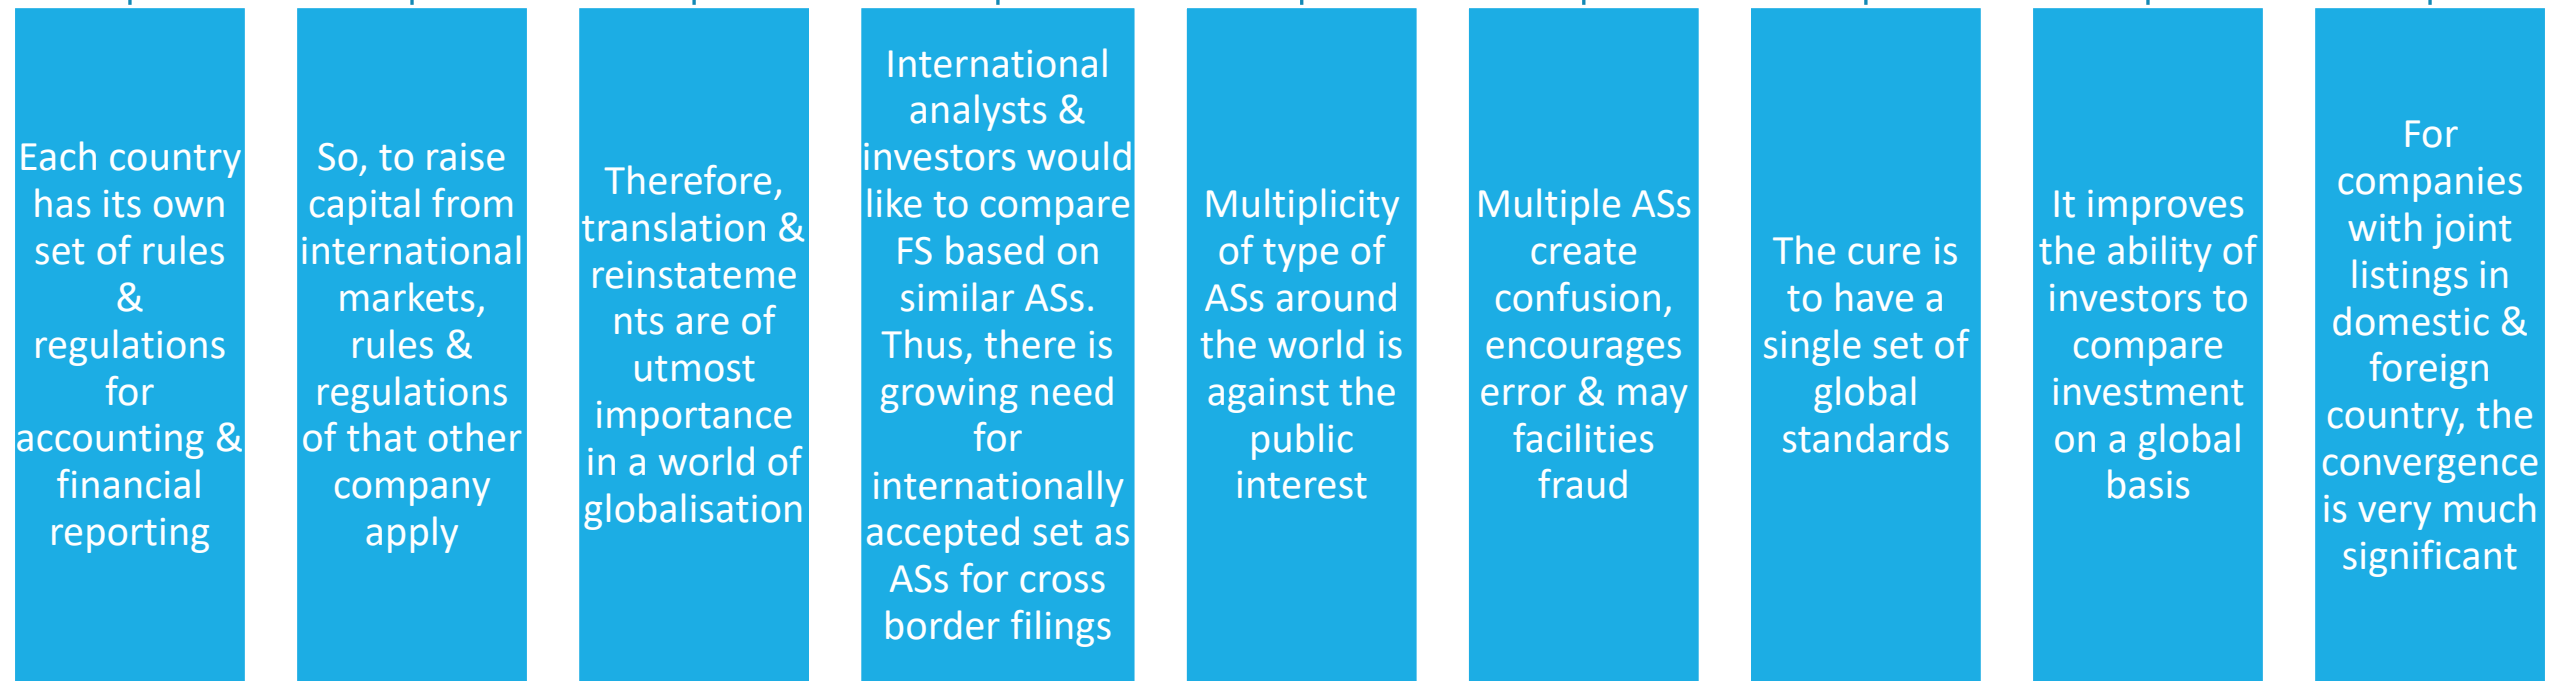 Each country
has its own
set of rules
&
regulations
for
accounting &
financial
reporting
So, to raise
capital from
international
markets,
rules &
regulations
of that other
company
apply
Therefore,
translation &
reinstateme
nts are of
utmost
importance
in a world of
globalisation
International
analysts &
investors would
like to compare
FS based on
similar ASs.
Thus, there is
growing need
for
internationally
accepted set as
ASs for cross
border filings
Multiplicity
of type of
ASs around
the world is
against the
public
interest
Multiple ASs
create
confusion,
encourages
error & may
facilities
fraud
The cure is
to have a
single set of
global
standards
It improves
the ability of
investors to
compare
investment
on a global
basis
For
companies
with joint
listings in
domestic &
foreign
country, the
convergence
is very much
significant